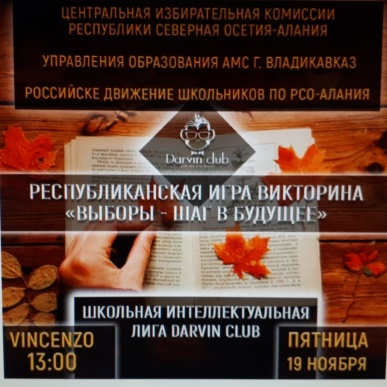 ЦЕНТРАЛЬНАЯ ИЗБИРАТЕЛЬНАЯ КОМИССИИ
РЕСПУБЛИКИ СЕВЕРНАЯ ОСЕТИЯ-АЛАНИЯ
УПРАВЛЕНИЯ ОБРАЗОВАНИЯ АМС Г. ВЛАДИКАВКАЗ
РОССИЙСКЕ ДВИЖЕНИЕ ШКОЛЬНИКОВ ПО РСО-АЛАНИЯ
Darvin club
РЕСПУБЛИКАНСКАЯ ИГРА ВИКТОРИНА
«ВЫБОРЫ - ШАГ В БУДУЩЕЕ»
ШКОЛЬНАЯ ИНТЕЛЛЕКТУАЛЬНАЯ
ЛИГА DARVIN CLUB
VINCENZO
13:00
ПЯТНИЦА
19 НОЯБРЯ